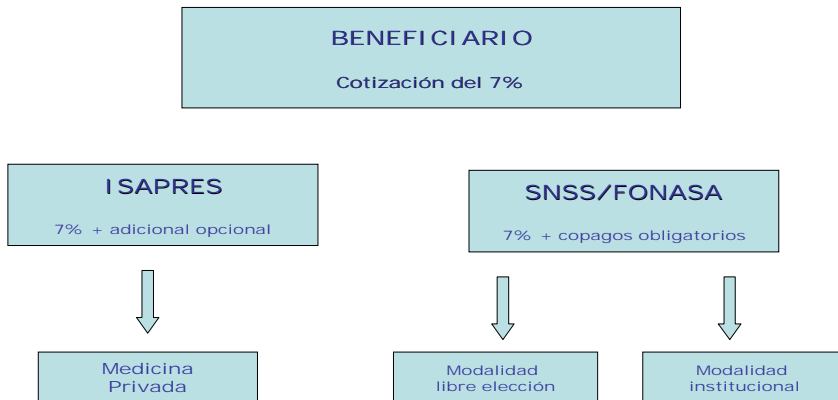 BENEFICIARIO
Cotización del 7%
ISAPRES
7% + adicional opcional
SNSS/FONASA
7% + copagos obligatorios
Medicina
Privada
Modalidad
libre elección
Modalidad
institucional